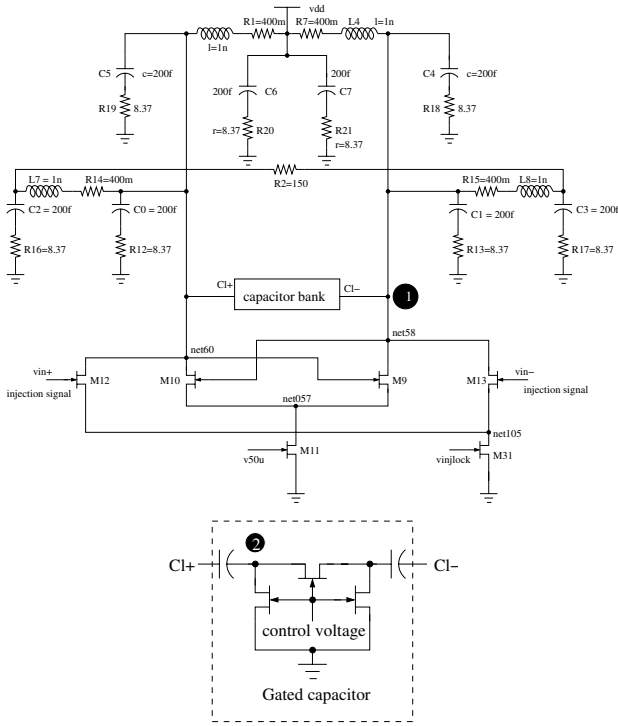 vdd
R1=400m R7=400m L4 l=1n
l=1n
C5 c=200f
R19 8.37
200f C6
r=8.37 R20
200f
C7
R21
r=8.37
C4 c=200f
R18 8.37
L7 = 1n R14=400m
R2=150
R15=400m L8=1n
C2 = 200f C0 = 200f
C1 = 200f C3 = 200f
R16=8.37 R12=8.37
R13=8.37 R17=8.37
Cl+ capacitor bank Cl−
1
net58
net60
vin+ M12 M10 M9 M13 vin−
injection signal injection signal
net057
net105
v50u M11 vinjlock M31
2
Cl+ Cl−
control voltage
Gated capacitor